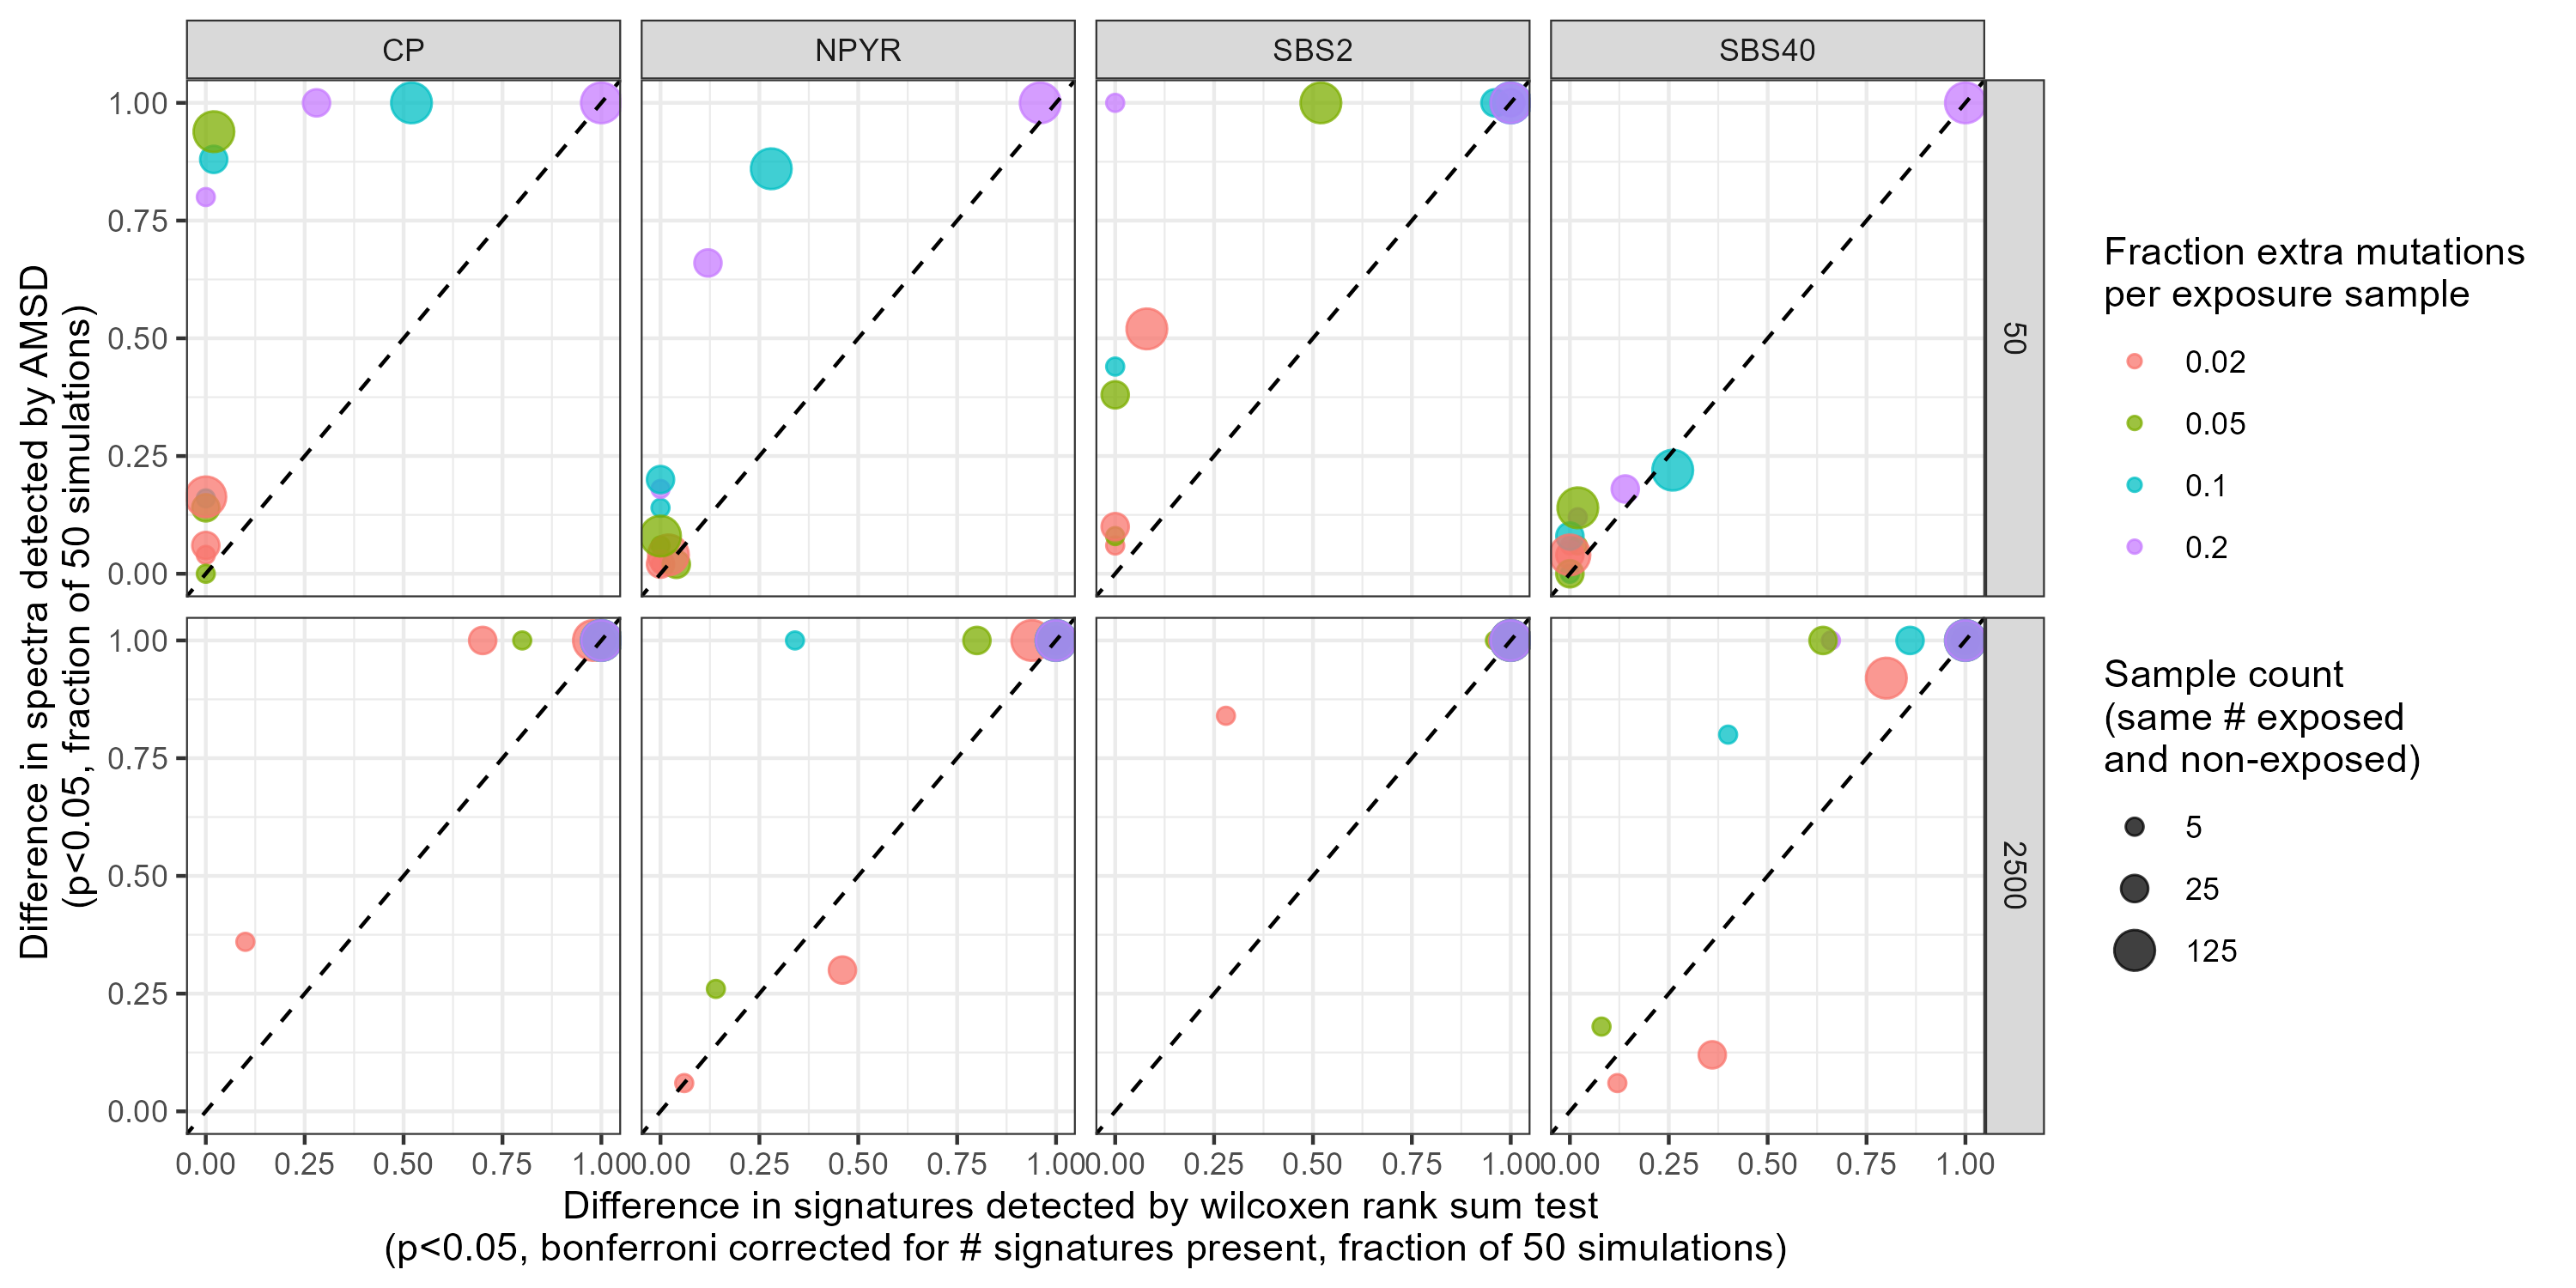 CP NPYR SBS2 SBS40
Difference in spectra detected by AMSD
(p<0.05, fraction of 50 simulations)
1.00
0.75
0.50
0.25
0.00
50
1.00
0.75
0.50
0.25
0.00
2500
0.00 0.25 0.50 0.75 1.00 0.00 0.25 0.50 0.75 1.00 0.00 0.25 0.50 0.75 1.00 0.00 0.25 0.50 0.75 1.00
Difference in signatures detected by wilcoxen rank sum test
(p<0.05, bonferroni corrected for # signatures present, fraction of 50 simulations)
Fraction extra mutations
per exposure sample
0.02
0.05
0.1
0.2
Sample count
(same # exposed
and non-exposed)
5
25
125